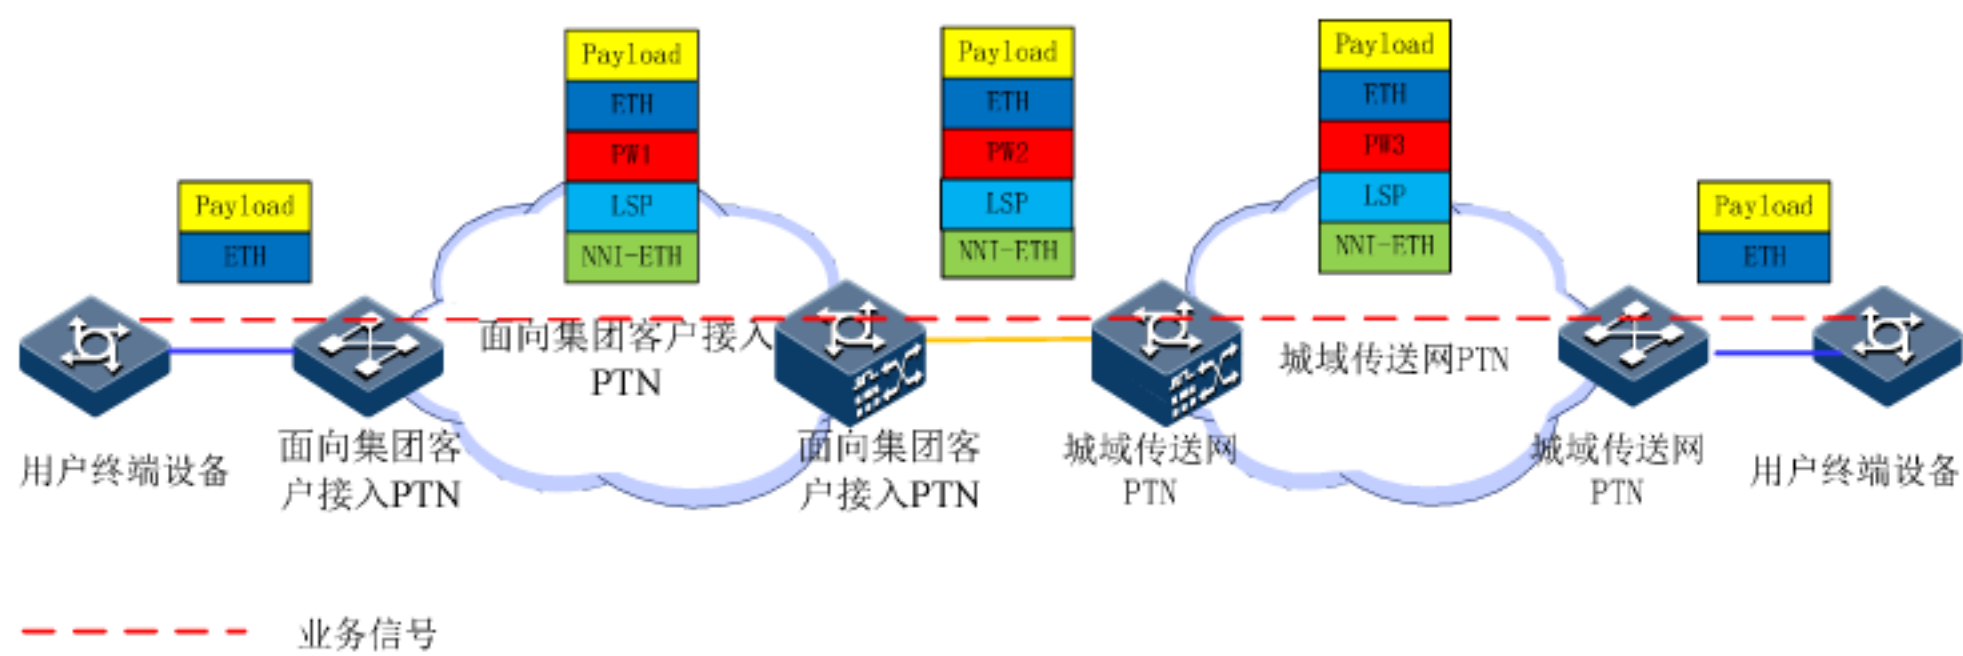 Payload
ETH
Payload
ETH
PW1
LSP
NNI-ETH
Payload
ETH
PW2
LSP
NNI-ETH
Payload
ETH
PW3
LSP
NNI-ETH
Payload
ETH
面向集团客户接入
PTN
城域传送网PTN
用户终端设备
面向集团客
户接入PTN
面向集团客
户接入PTN
城域传送网
PTN
城域传送网
PTN
用户终端设备
业务信号